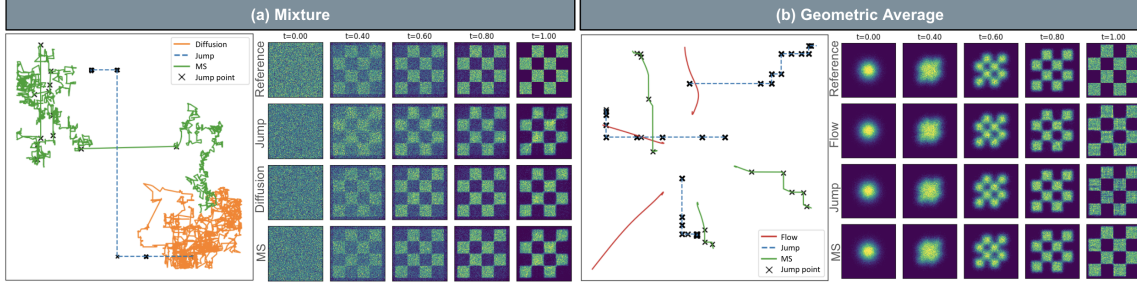 (a) Mixture
Diffusion
Jump
MS
Jump point
t=0.00 t=0.40 t=0.60 t=0.80 t=1.00
Reference
Jump
Diffusion
MS
(b) Geometric Average
Flow
Jump
MS
Jump point
t=0.00 t=0.40 t=0.60 t=0.80 t=1.00
Reference
Flow
Jump
MS